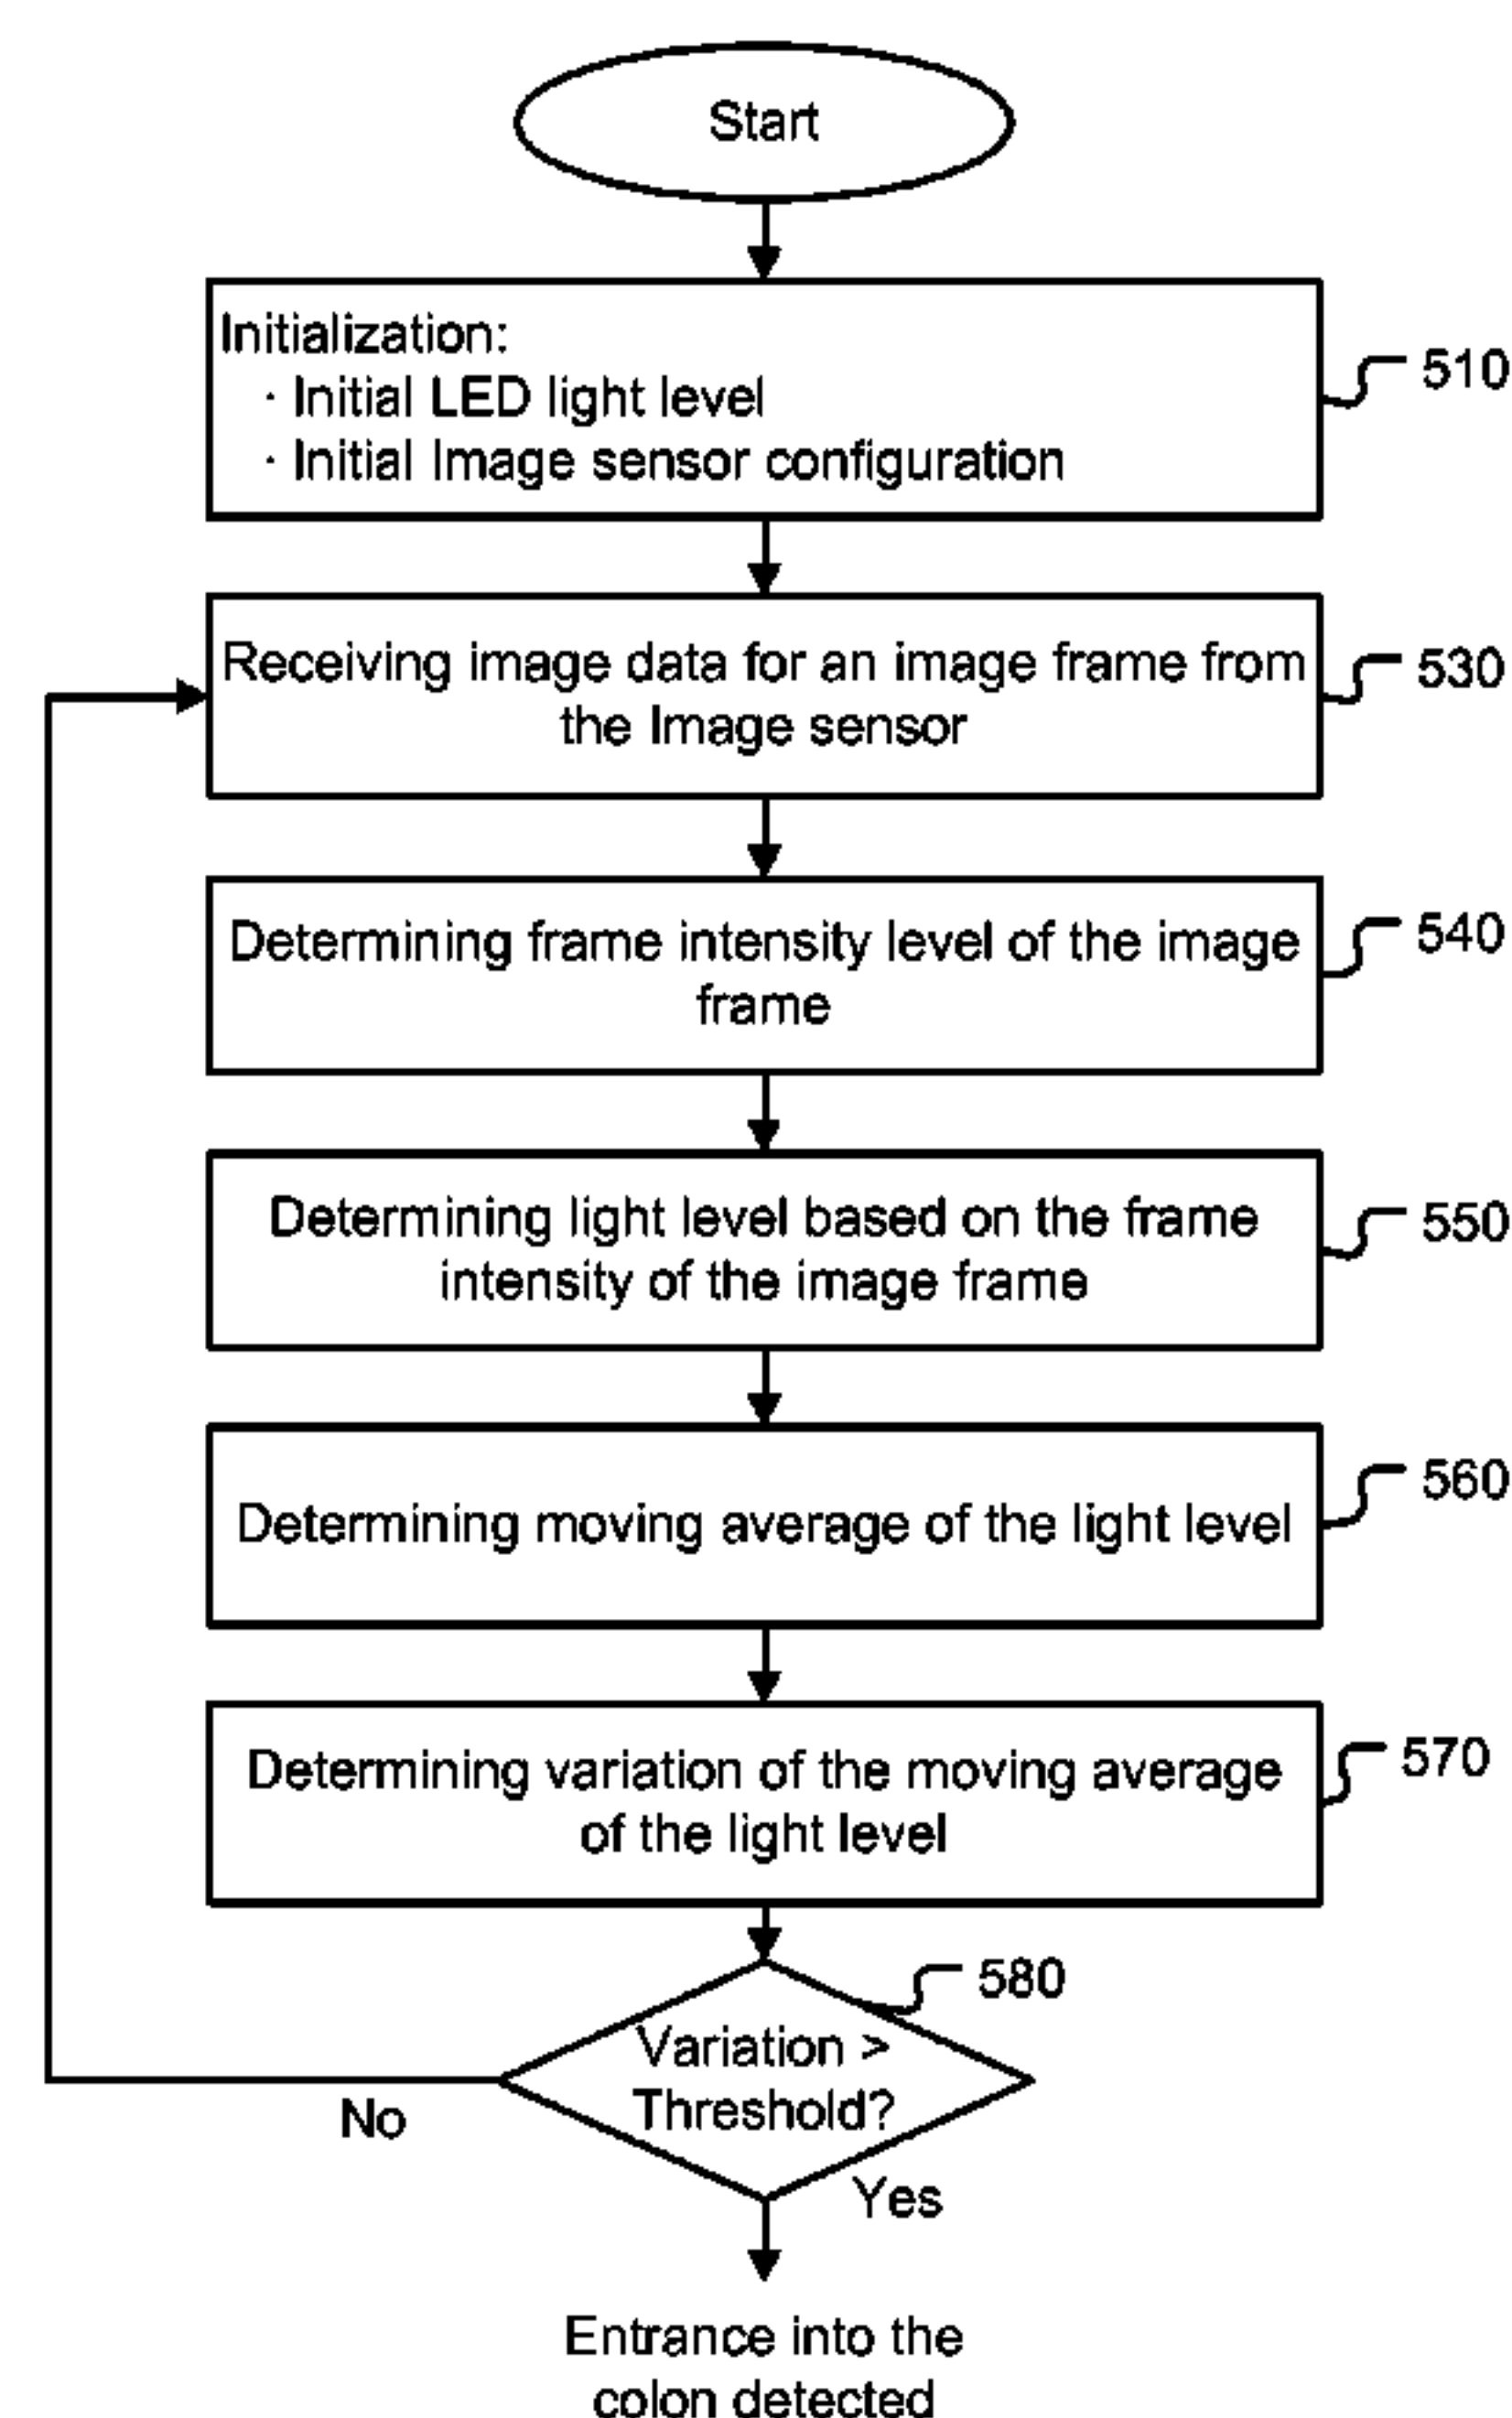 Start
Initialization:
· Initial LED light level
· Initial Image sensor configuration
510
Receiving image data for an image frame from
the Image sensor
530
Determining frame intensity level of the image
frame
540
Determining light level based on the frame
intensity of the image frame
550
Determining moving average of the light level
560
Determining variation of the moving average
of the light level
570
580
Variation >
Threshold?
No
Yes
Entrance into the
colon detected